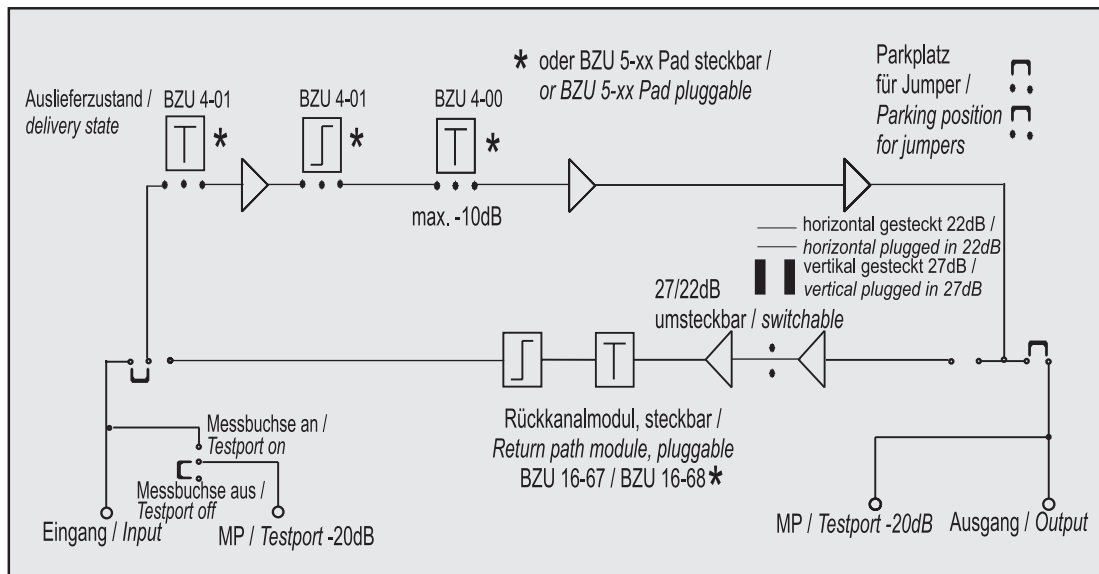 Auslieferzustand /
delivery state
BZU 4-01
T
*
BZU 4-01
*
BZU 4-00
T
*
max. -10dB
* oder BZU 5-xx Pad steckbar /
or BZU 5-xx Pad pluggable
Parkplatz
für Jumper /
Parking position
for jumpers
horizontal gesteckt 22dB /
horizontal plugged in 22dB
vertikal gesteckt 27dB /
vertical plugged in 27dB
27/22dB
umsteckbar / switchable
T
Rückkanalmodul, steckbar /
Return path module, pluggable
BZU 16-67 / BZU 16-68 *
Messbuchse an /
Testport on
Messbuchse aus /
Testport off
Eingang / Input
MP / Testport -20dB
MP / Testport -20dB
Ausgang / Output